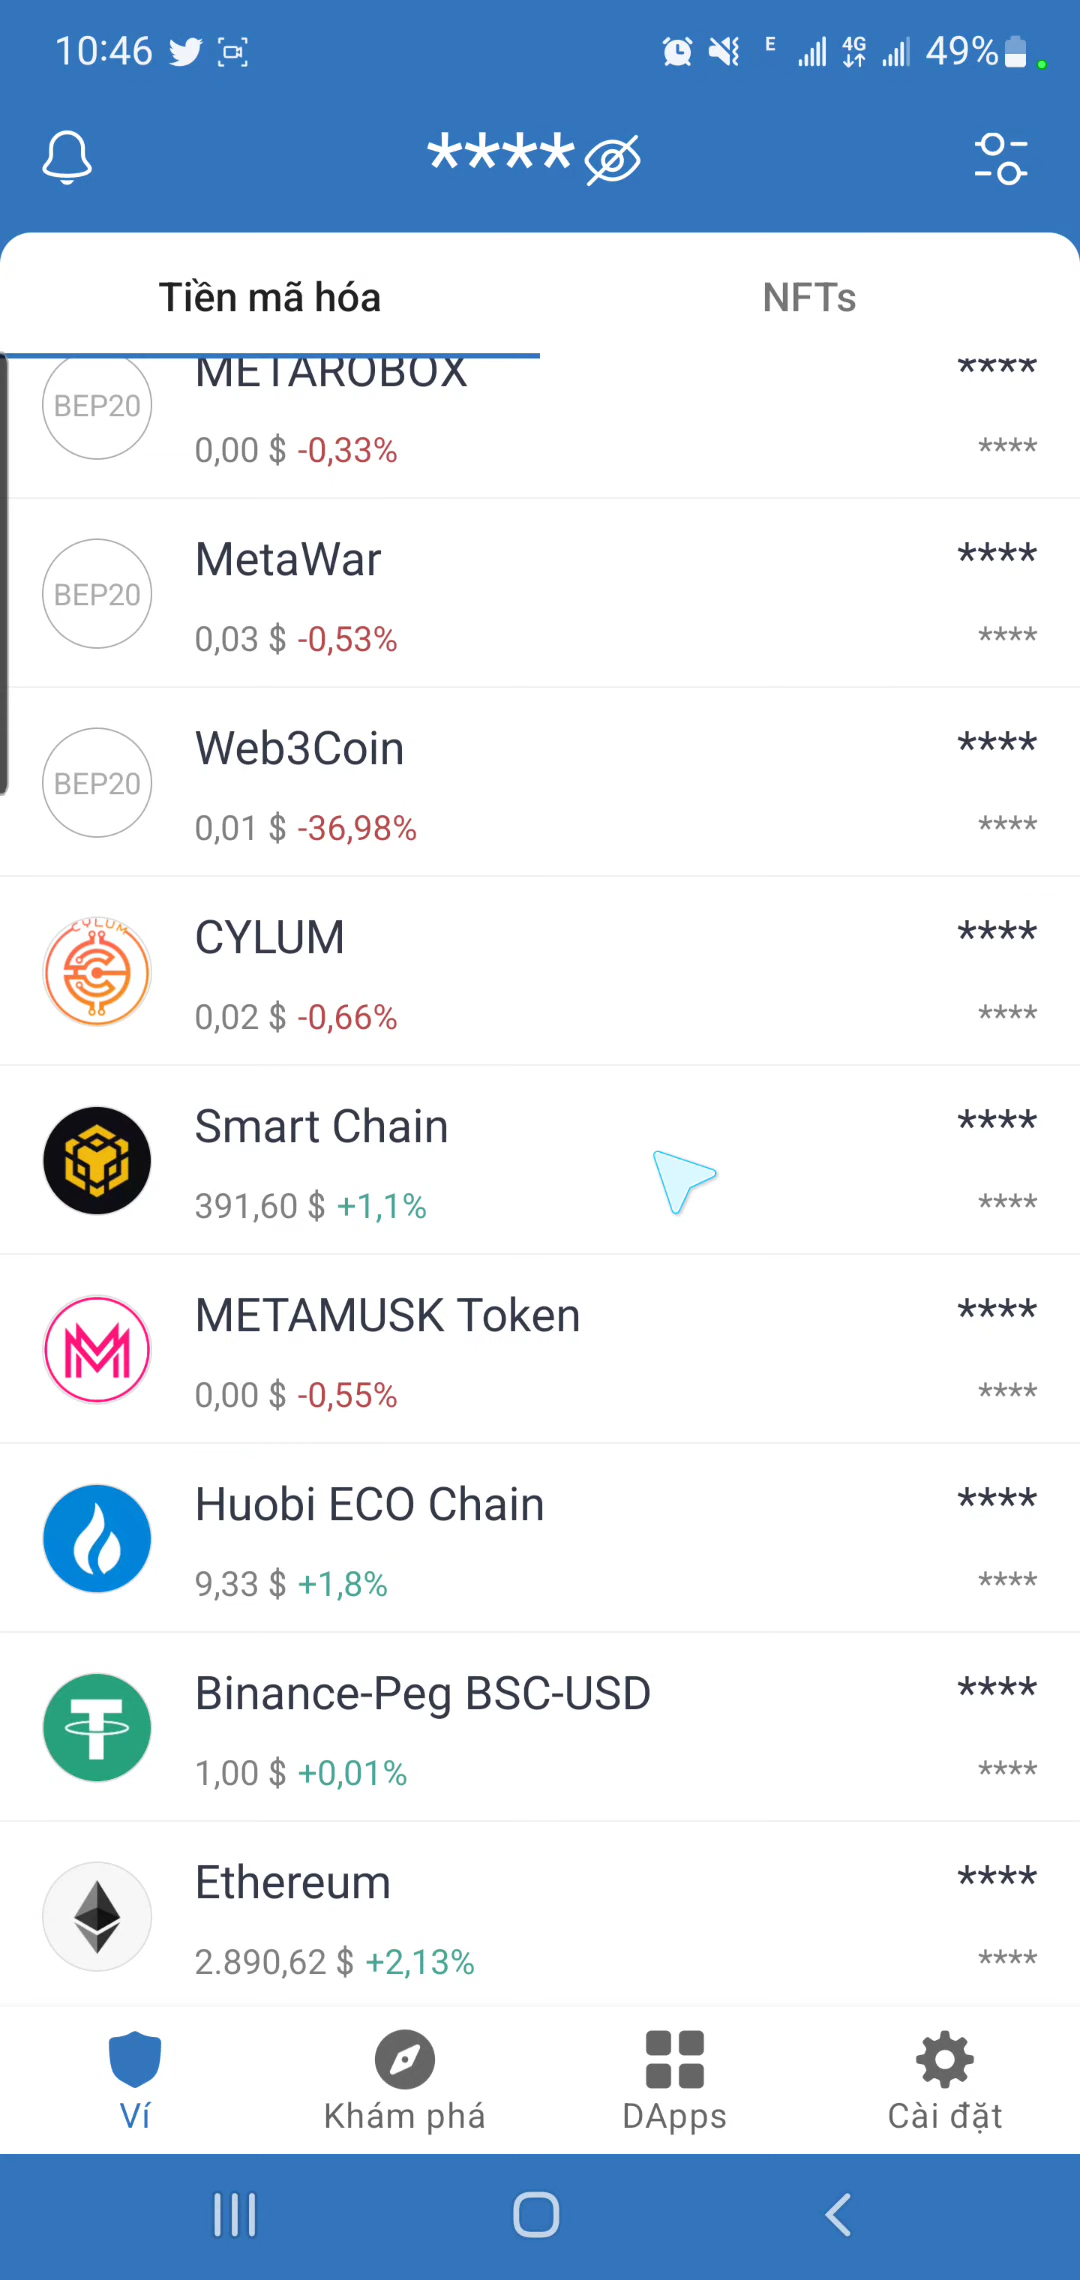 10:46 E 4G 49%
****
Tiền mã hóa NFTs
METAROBOX ****
BEP20
0,00 $ -0,33% ****
MetaWar ****
BEP20
0,03 $ -0,53% ****
Web3Coin ****
BEP20
0,01 $ -36,98% ****
CYLUM
CYLUM ****
0,02 $ -0,66% ****
Smart Chain ****
391,60 $ +1,1% ****
METAMUSK Token ****
0,00 $ -0,55% ****
Huobi ECO Chain ****
9,33 $ +1,8% ****
Binance-Peg BSC-USD ****
1,00 $ +0,01% ****
Ethereum ****
2.890,62 $ +2,13% ****
Ví Khám phá DApps Cài đặt